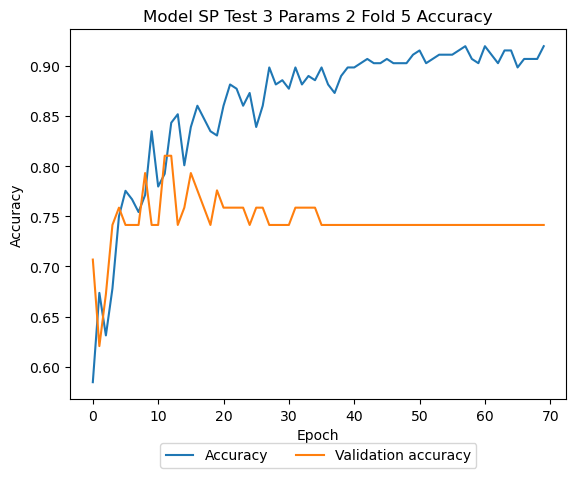 Model SP Test 3 Params 2 Fold 5 Accuracy
0.90
0.85
0.80
0.75
0.70
0.65
0.60
Accuracy
0 10 20 30 40 50 60 70
Epoch
Accuracy Validation accuracy